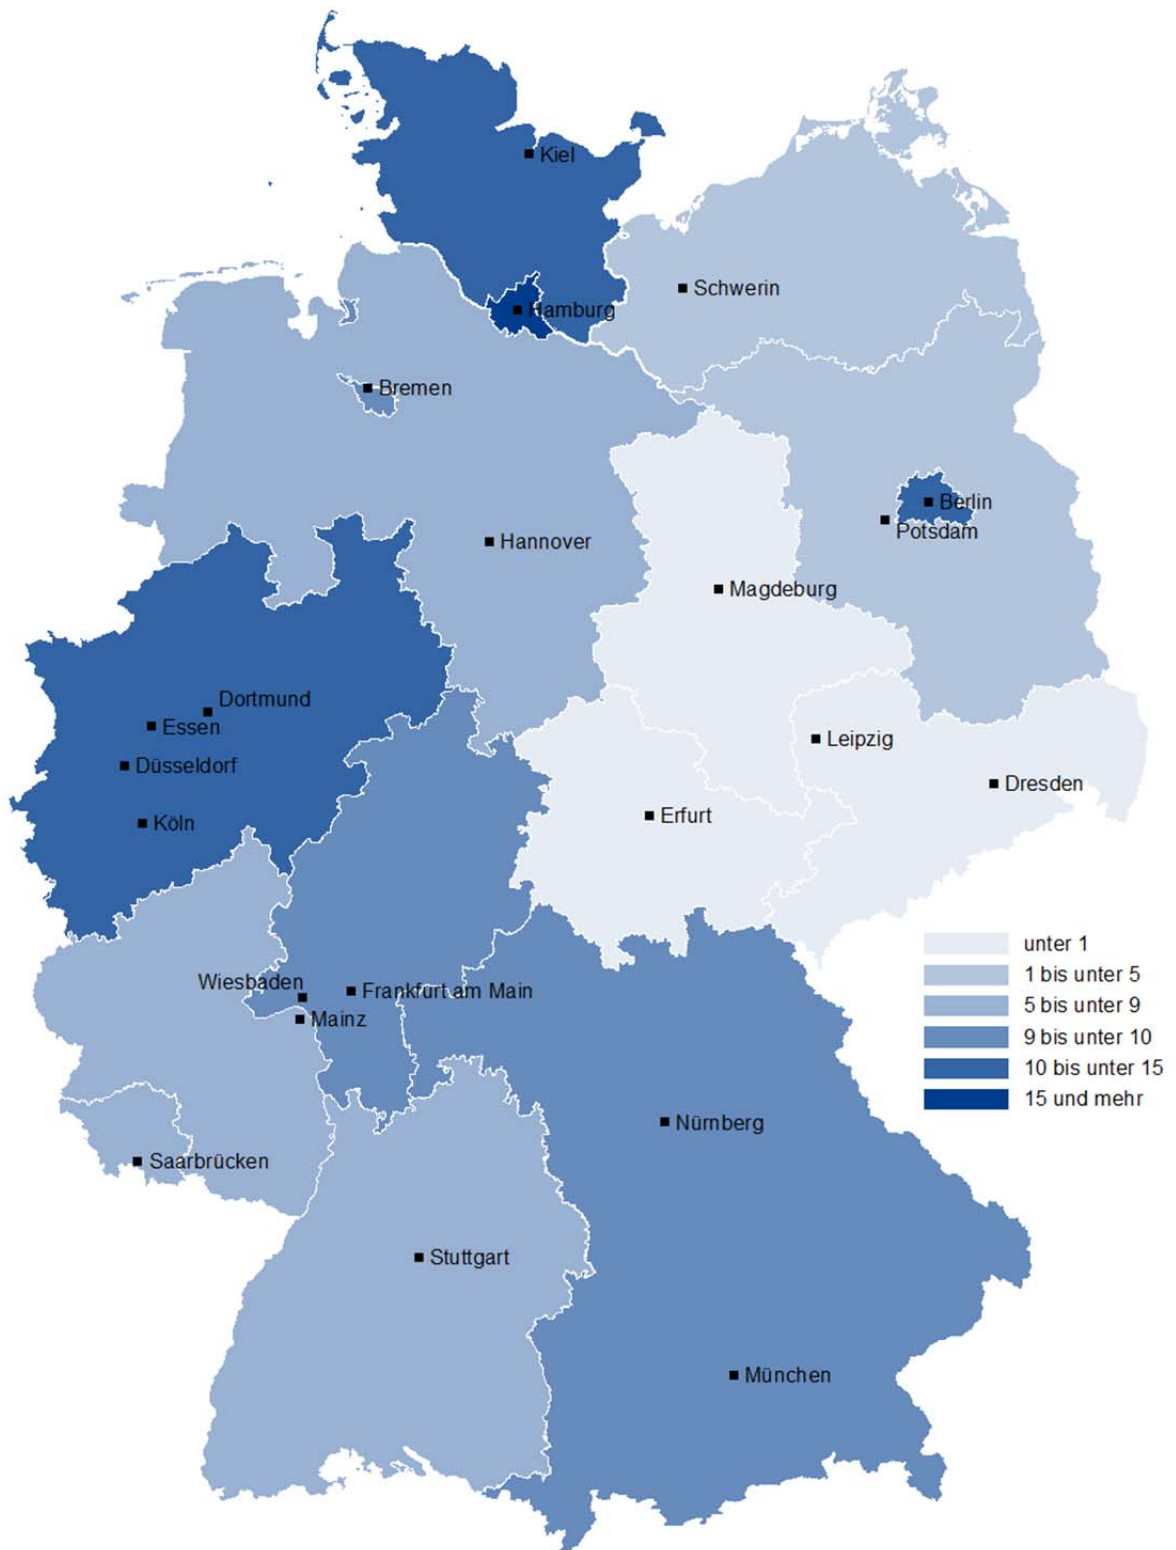 Kiel
Schwerin
Hamburg
Bremen
Berlin
Potsdam
Hannover
Magdeburg
Dortmund
Essen
Leipzig
Düsseldorf
Dresden
Köln
Erfurt
Wiesbaden
Frankfurt am Main
Mainz
unter 1
1 bis unter 5
5 bis unter 9
9 bis unter 10
10 bis unter 15
15 und mehr
Nürnberg
Saarbrücken
Stuttgart
München